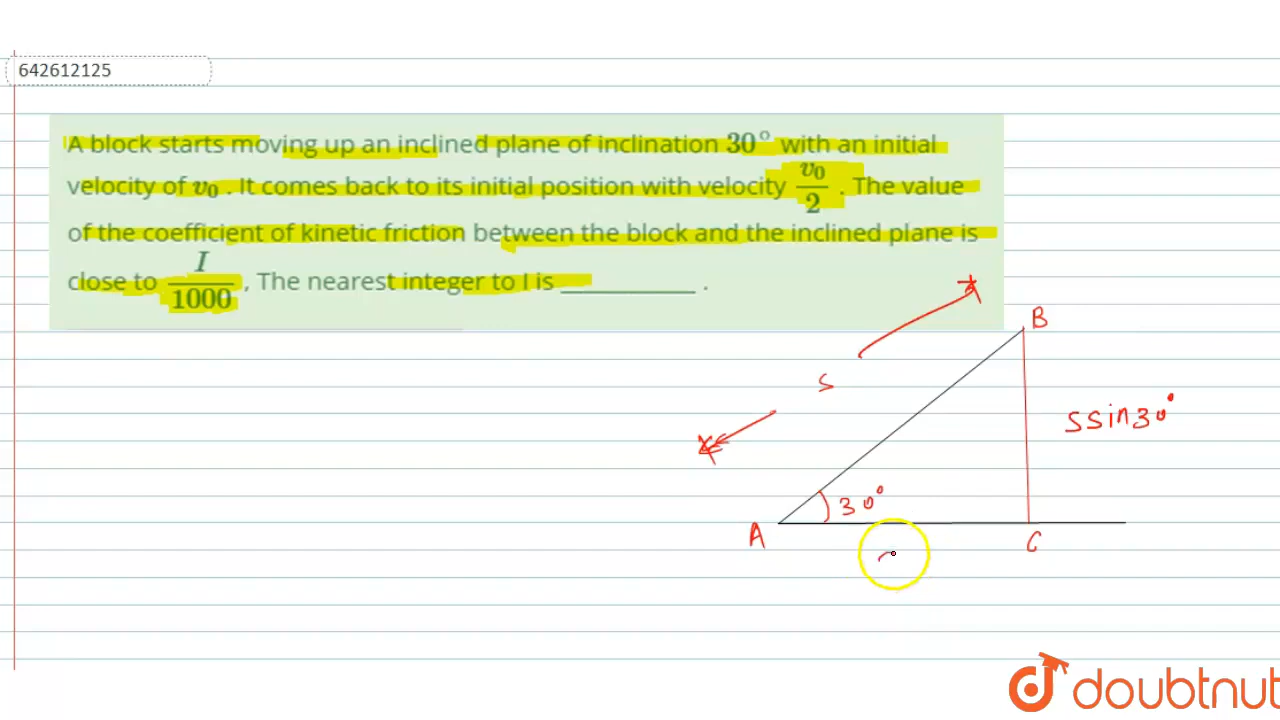 642612125
A block starts moving up an inclined plane of inclination 30° with an initial
velocity of v₀ . It comes back to its initial position with velocity v₀/2 . The value
of the coefficient of kinetic friction between the block and the inclined plane is
close to I/1000 , The nearest integer to I is __________ .
B
s
s sin30°
30°
A
C
doubtnut